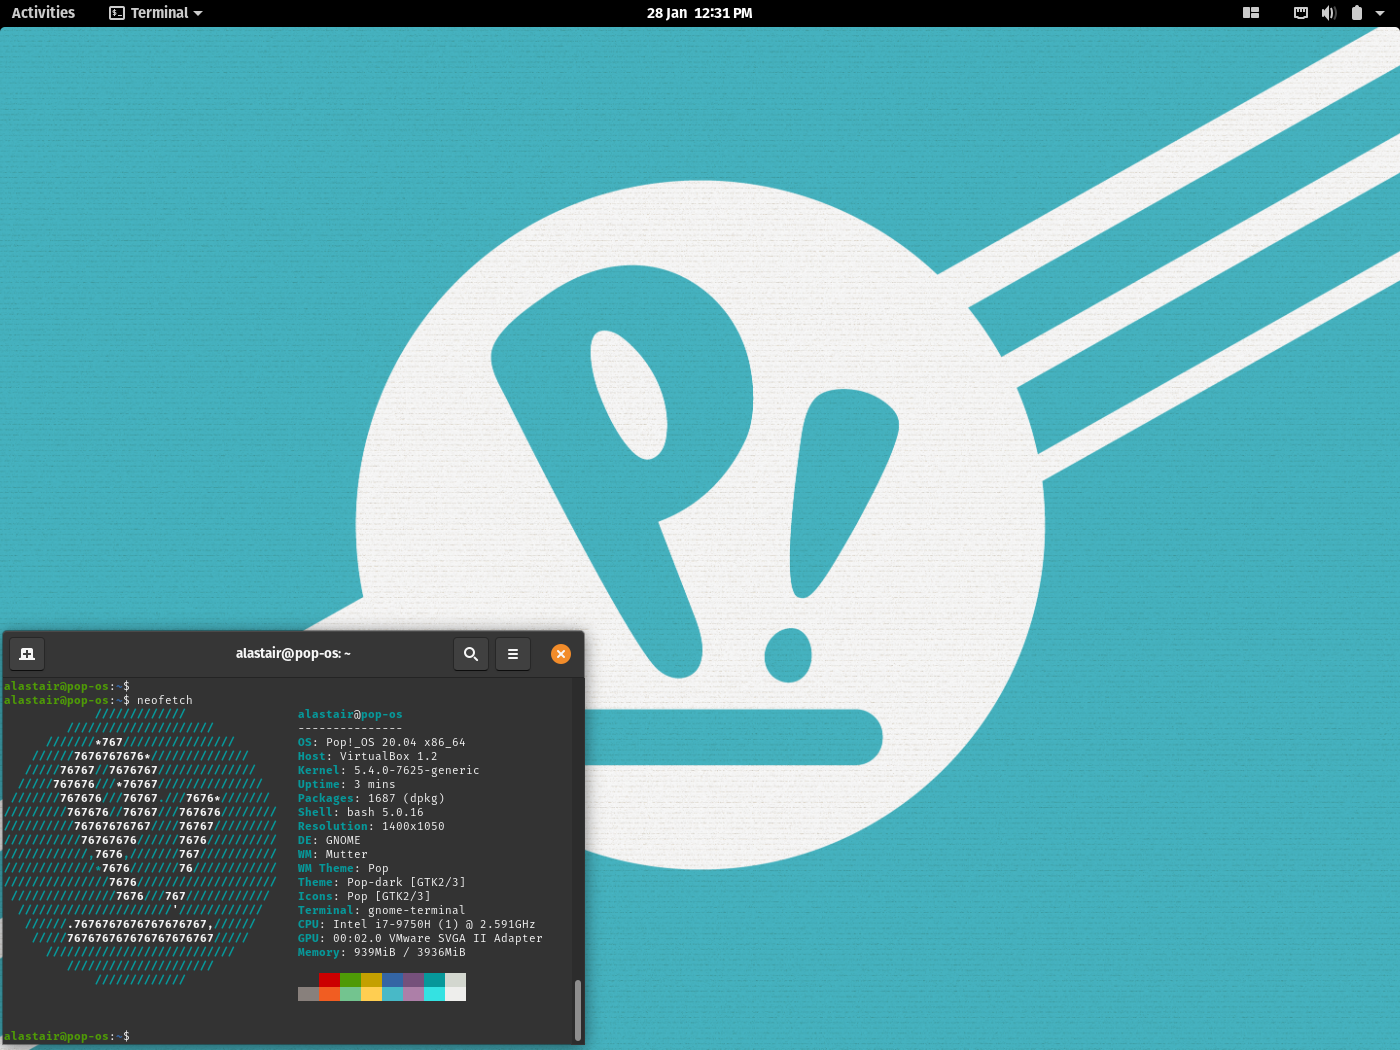 Activities Terminal 28 Jan 12:31 PM
P!
alastair@pop-os: ~
alastair@pop-os:~$
alastair@pop-os:~$ neofetch
///////////// alastair@pop-os
///////////////////// ---------------
///////*767//////////////// OS: Pop!_OS 20.04 x86_64
//////7676767676*////////////// Host: VirtualBox 1.2
/////76767//7676767////////////// Kernel: 5.4.0-7625-generic
/////767676///*76767/////////////// Uptime: 3 mins
///////767676///76767.///7676*/////// Packages: 1687 (dpkg)
/////////767676//76767///767676//////// Shell: bash 5.0.16
//////////76767676767////76767///////// Resolution: 1400x1050
///////////76767676//////7676////////// DE: GNOME
////////////,7676,///////767/////////// WM: Mutter
/////////////*7676///////76//////////// WM Theme: Pop
///////////////7676//////////////////// Theme: Pop-dark [GTK2/3]
///////////////7676///767//////////// Icons: Pop [GTK2/3]
//////////////////////'//////////// Terminal: gnome-terminal
//////.7676767676767676767,////// CPU: Intel i7-9750H (1) @ 2.591GHz
/////767676767676767676767///// GPU: 00:02.0 VMware SVGA II Adapter
/////////////////////////// Memory: 939MiB / 3936MiB
/////////////////////
/////////////
alastair@pop-os:~$